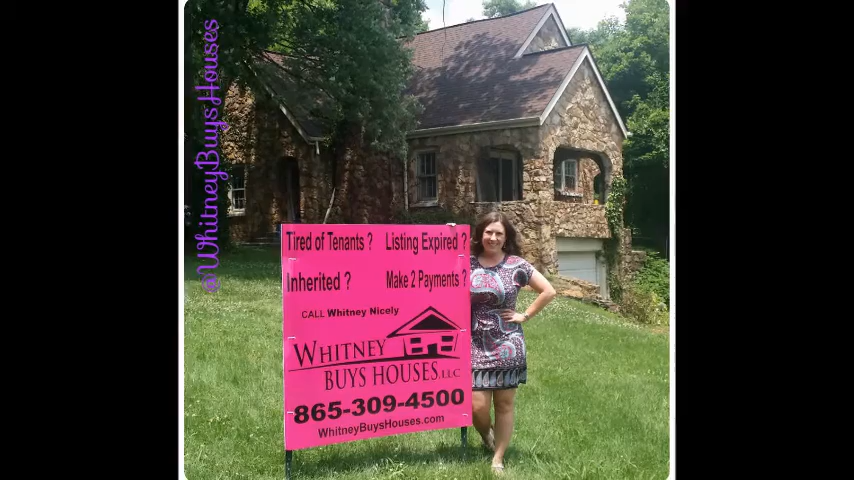 @WhitneyBuysHouses
Tired of Tenants ? Listing Expired ?
Inherited ? Make 2 Payments ?
CALL WHITNEY NICELY
WHITNEY
BUYS HOUSES, LLC
865-309-4500
WhitneyBuysHouses.com